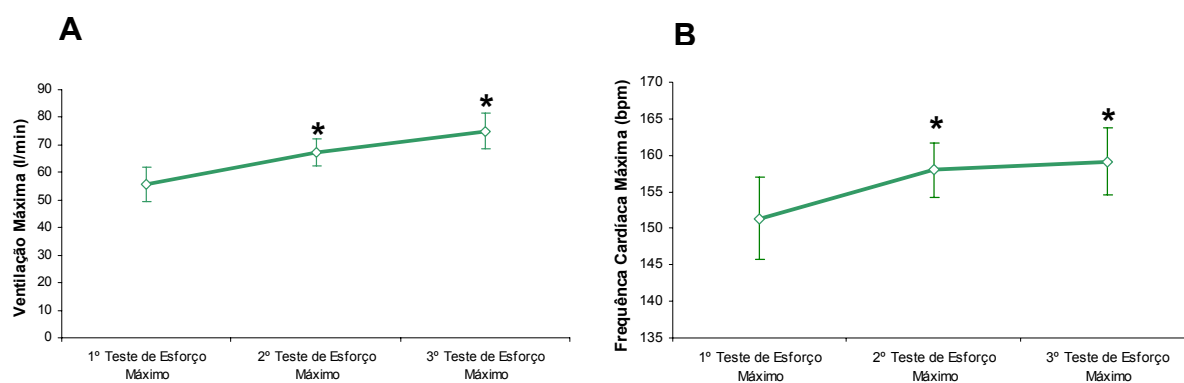 A
Ventilação Máxima (l/min)
90
80
70
60
50
40
30
20
10
0
*
*
1º Teste de Esforço
Máximo
2º Teste de Esforço
Máximo
3º Teste de Esforço
Máximo
B
Frequênca Cardíaca Máxima (bpm)
170
165
160
155
150
145
140
135
*
*
1º Teste de Esforço
Máximo
2º Teste de Esforço
Máximo
3º Teste de Esforço
Máximo